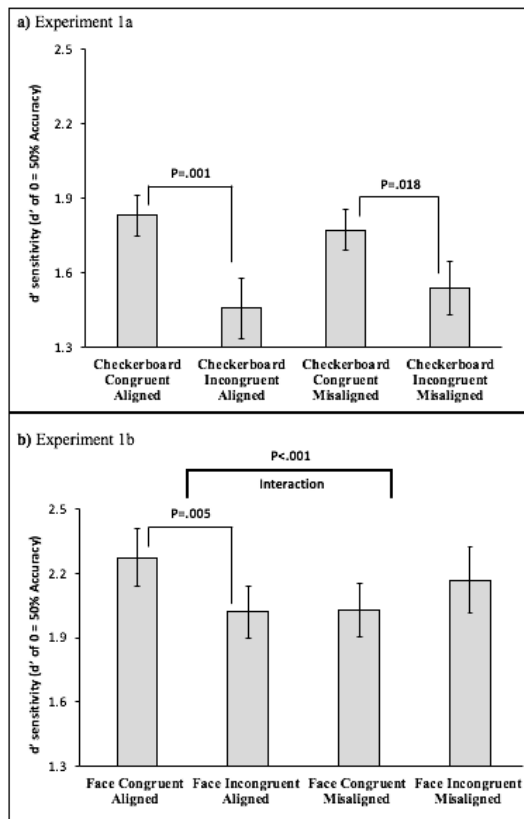 a) Experiment 1a
d' sensitivity (d' of 0 = 50% Accuracy)
2.5
2.2
1.9
1.6
1.3
P=.001
P=.018
Checkerboard
Congruent
Aligned
Checkerboard
Incongruent
Aligned
Checkerboard
Congruent
Misaligned
Checkerboard
Incongruent
Misaligned
b) Experiment 1b
d' sensitivity (d' of 0 = 50% Accuracy)
P<.001
Interaction
2.5
2.2
1.9
1.6
1.3
P=.005
Face Congruent
Aligned
Face Incongruent
Aligned
Face Congruent
Misaligned
Face Incongruent
Misaligned